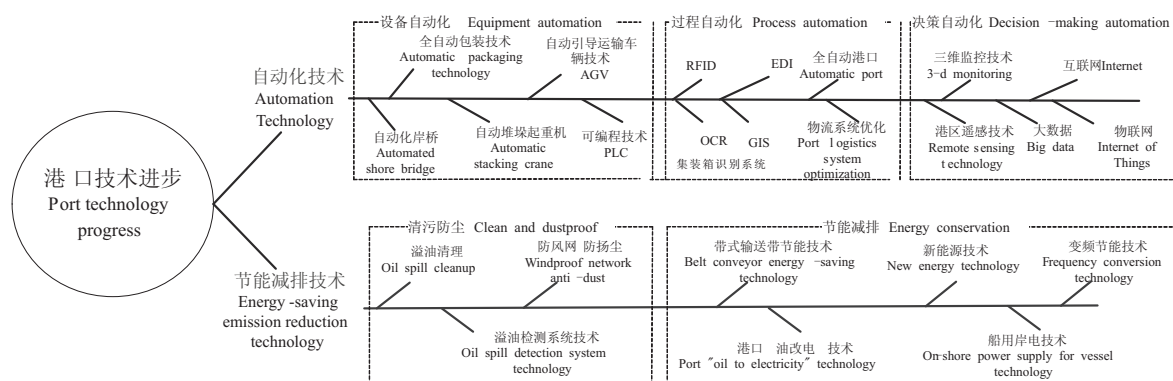 港 口技术进步
Port technology
progress
自动化技术
Automation
Technology
设备自动化 Equipment automation
全自动包装技术
Automatic packaging
technology
自动引导运输车
辆技术
AGV
自动化岸桥
Automated
shore bridge
自动堆垛起重机
Automatic
stacking crane
可编程技术
PLC
过程自动化 Process automation
RFID
EDI
全自动港口
Automatic port
OCR
集装箱识别系统
GIS
物流系统优化
Port logistics
system
optimization
决策自动化 Decision -making automation
三维监控技术
3-d monitoring
互联网Internet
港区遥感技术
Remote sensing
technology
大数据
Big data
物联网
Internet of
Things
节能减排技术
Energy -saving
emission reduction
technology
清污防尘 Clean and dustproof
溢油清理
Oil spill cleanup
防风网 防扬尘
Windproof network
anti -dust
溢油检测系统技术
Oil spill detection system
technology
节能减排 Energy conservation
带式输送带节能技术
Belt conveyor energy -saving
technology
新能源技术
New energy technology
变频节能技术
Frequency conversion
technology
港口 油改电 技术
Port "oil to electricity" technology
船用岸电技术
On-shore power supply for vessel
technology